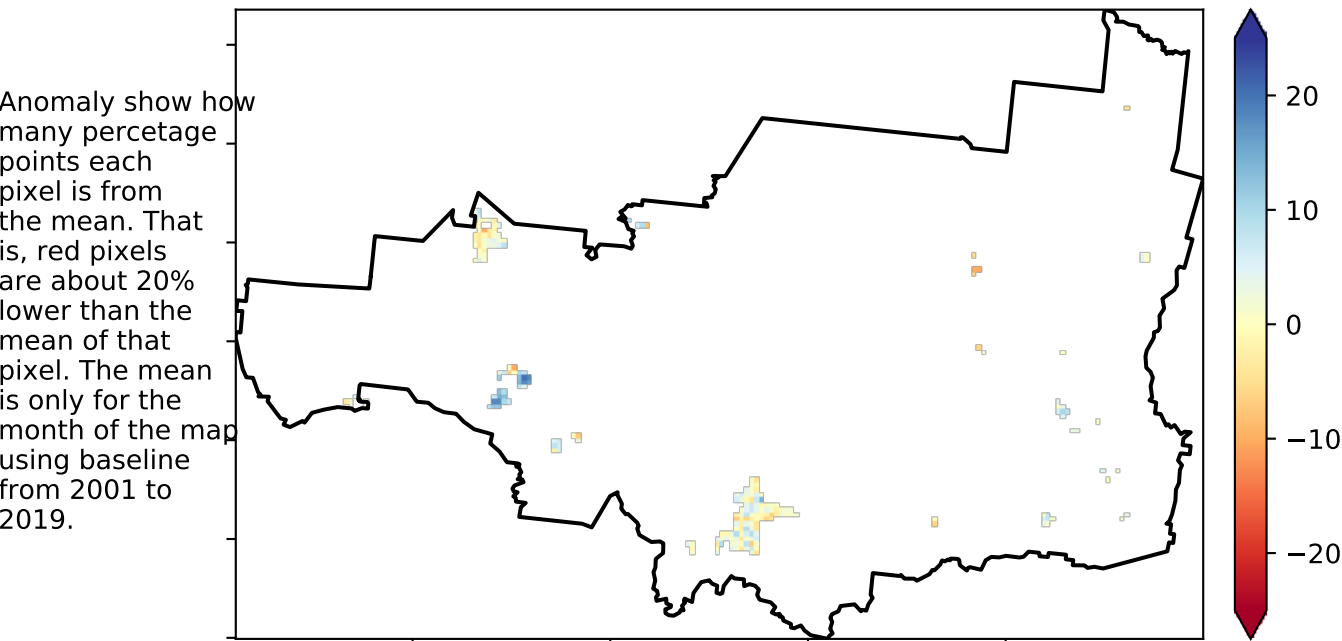 Anomaly show how
many percetage
points each
pixel is from
the mean. That
is, red pixels
are about 20%
lower than the
mean of that
pixel. The mean
is only for the
month of the map
using baseline
from 2001 to
2019.
20
10
0
−10
−20